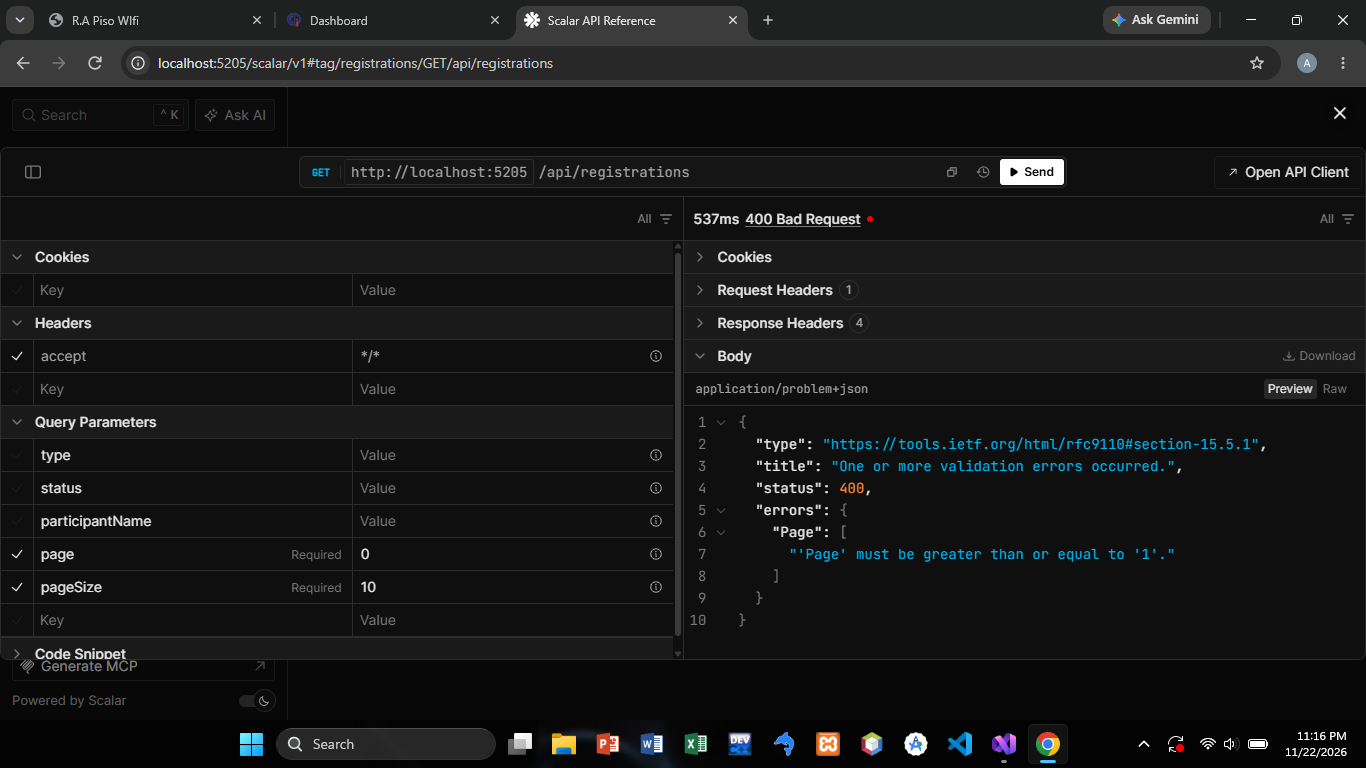 R.A Piso WIfi
Dashboard
Scalar API Reference
Ask Gemini
localhost:5205/scalar/v1#tag/registrations/GET/api/registrations
A
Search
^ K
Ask AI
GET
http://localhost:5205
/api/registrations
Send
Open API Client
All
537ms 400 Bad Request
All
Cookies
Key
Value
Headers
accept
*/*
Key
Value
Query Parameters
type
Value
status
Value
participantName
Value
page
Required
0
pageSize
Required
10
Key
Value
Code Snippet
Cookies
Request Headers 1
Response Headers 4
Body
Download
application/problem+json
Preview
Raw
1 {
2 "type": "https://tools.ietf.org/html/rfc9110#section-15.5.1",
3 "title": "One or more validation errors occurred.",
4 "status": 400,
5 "errors": {
6 "Page": [
7 "'Page' must be greater than or equal to '1'."
8 ]
9 }
10 }
Generate MCP
Powered by Scalar
Search
DEV
11:16 PM
11/22/2026